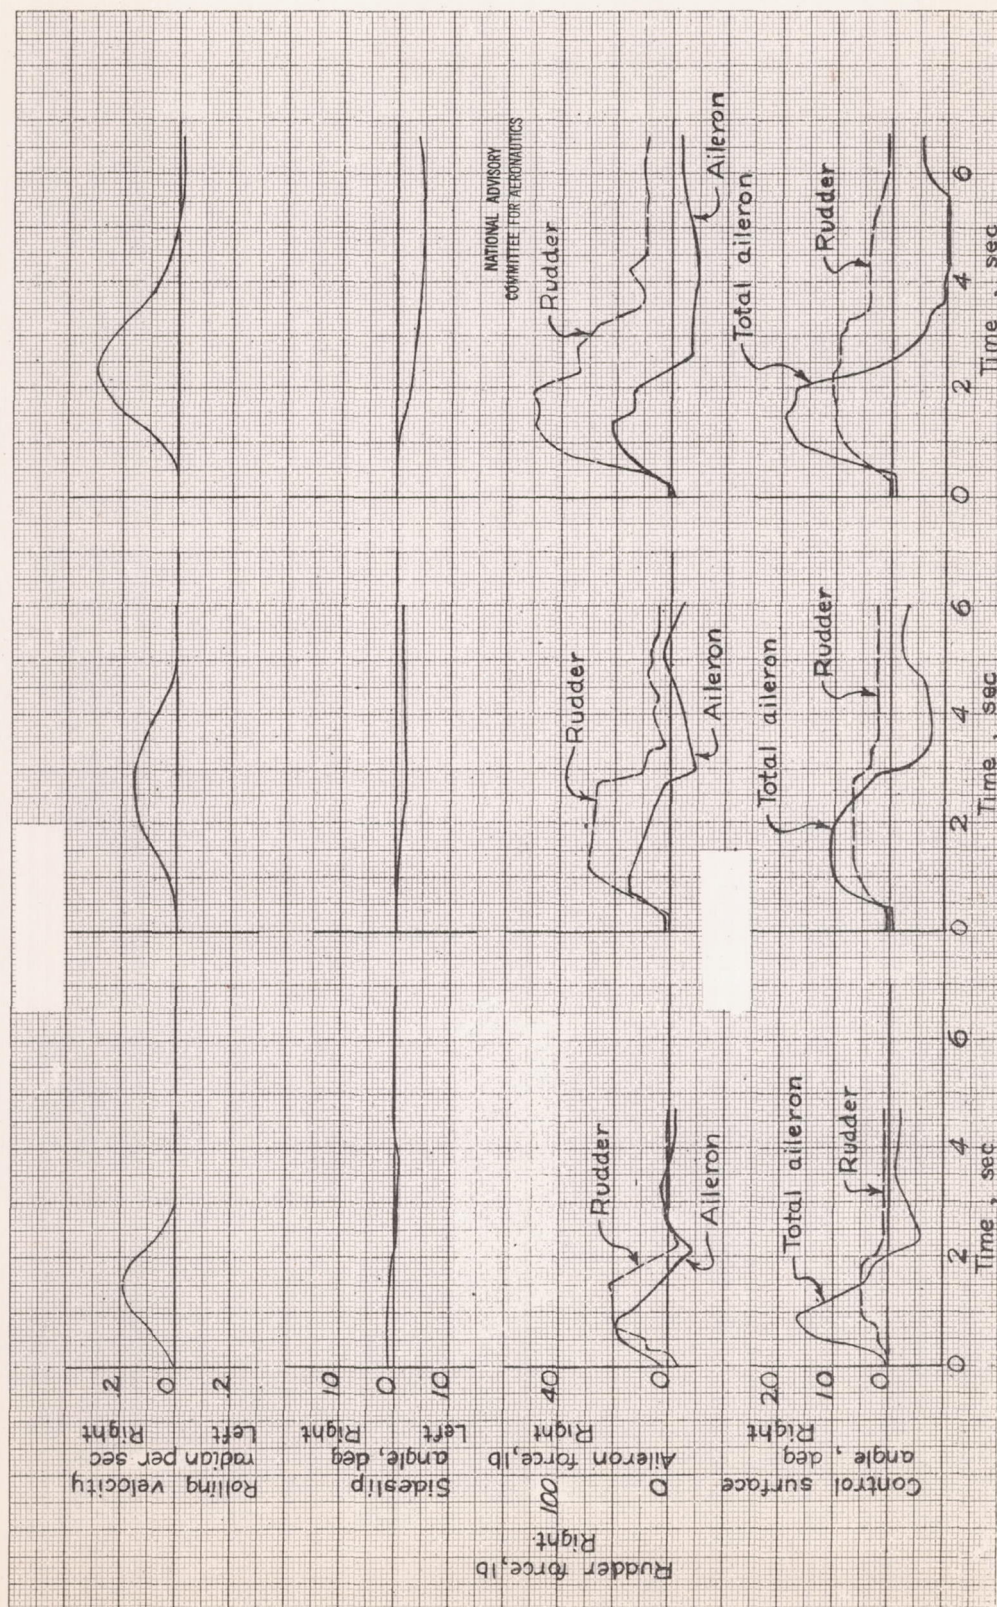 Rolling velocity
radian per sec
Left Right
.2 0 .2
Sideslip
angle, deg
Left Right
10 0 10
Rudder force, lb
Right
0 100
Aileron force, lb
Right
0 40
Control surface
angle, deg
Right
0 10 20
Rudder
Aileron
Total aileron
Rudder
0 2 4 6
Time, sec
Rudder
Aileron
Total aileron
Rudder
0 2 4 6
Time, sec
NATIONAL ADVISORY
COMMITTEE FOR AERONAUTICS
Rudder
Aileron
Total aileron
Rudder
0 2 4 6
Time, sec